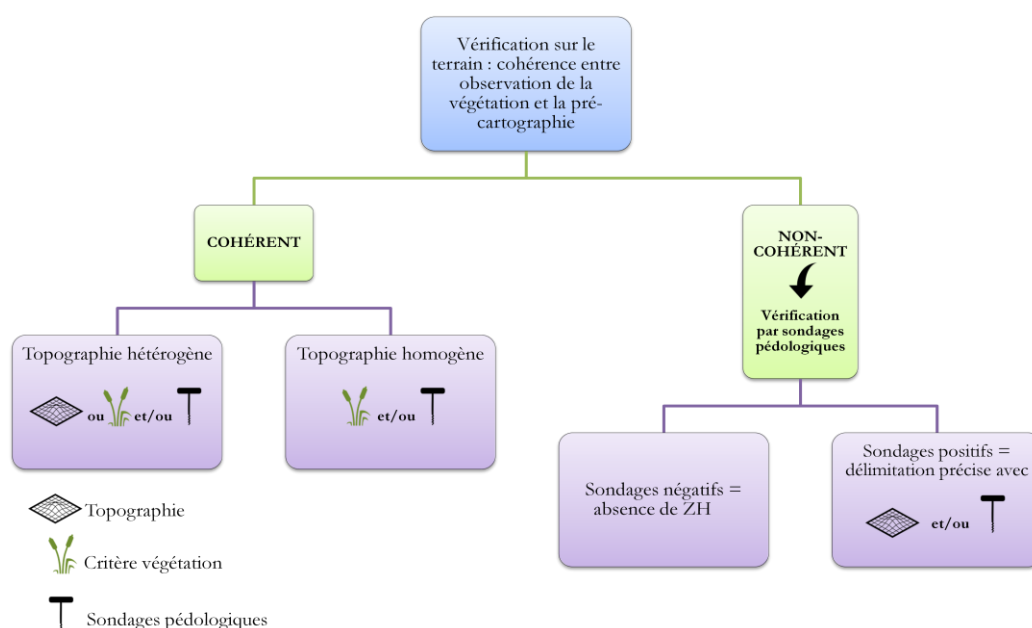 Vérification sur le
terrain : cohérence entre
observation de la
végétation et la pré-
cartographie
COHÉRENT
NON-
COHÉRENT
Vérification
par sondages
pédologiques
Topographie hétérogène
ou et/ou
Topographie homogène
et/ou
Sondages négatifs =
absence de ZH
Sondages positifs =
délimitation précise avec
et/ou
Topographie
Critère végétation
Sondages pédologiques